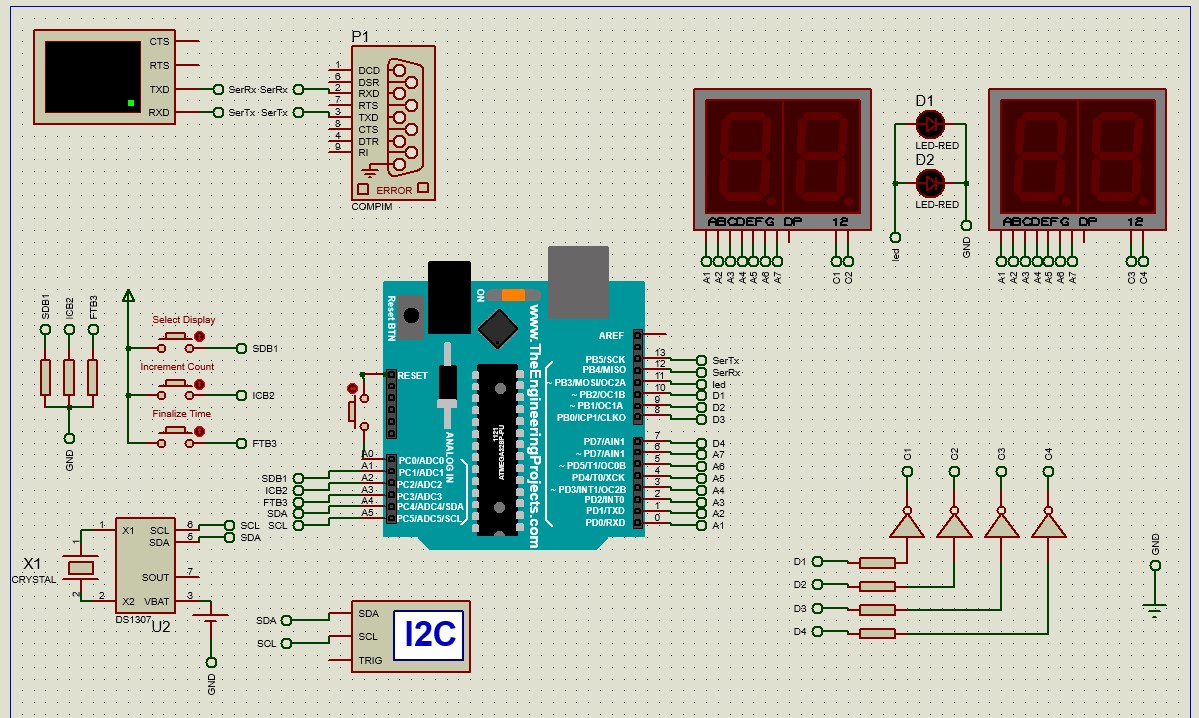 CTS
RTS
TXD
RXD
SerRx SerRx
SerTx SerTx
P1
1 DCD
6 DSR
2 RXD
7 RTS
3 TXD
8 CTS
4 DTR
9 RI
ERROR
COMPIM
ABCDEFG DP 12
A1 A2 A3 A4 A5 A6 A7 C1 C2
D1
LED-RED
D2
LED-RED
led
GND
ABCDEFG DP 12
A1 A2 A3 A4 A5 A6 A7 C3 C4
SDB1 ICB2 FTB3
GND
Select Display
SDB1
Increment Count
ICB2
Finalize Time
FTB3
Reset BTN
ON
www.TheEngineeringProjects.com
ANALOG IN
1121
ATMEGA328P-PU
RESET
A0 PC0/ADC0
SDB1 A1 PC1/ADC1
ICB2 A2 PC2/ADC2
FTB3 A3 PC3/ADC3
SDA A4 PC4/ADC4/SDA
SCL A5 PC5/ADC5/SCL
AREF
PB5/SCK 13 SerTx
PB4/MISO 12 SerRx
~ PB3/MOSI/OC2A 11 led
~ PB2/OC1B 10 D1
~ PB1/OC1A 9 D2
PB0/ICP1/CLKO 8 D3
PD7/AIN1 7 D4
~ PD7/AIN1 6 A7
~ PD5/T1/OC0B 5 A6
PD4/T0/XCK 4 A5
~ PD3/INT1/OC2B 3 A4
PD2/INT0 2 A3
PD1/TXD 1 A2
PD0/RXD 0 A1
C1 C2 C3 C4
D1
D2
D3
D4
GND
X1
CRYSTAL
1
2
1 X1 SCL 6 SCL
SDA 5 SDA
SOUT 7
2 X2 VBAT 3
DS1307
U2
GND
SDA SDA
SCL SCL
TRIG
I2C